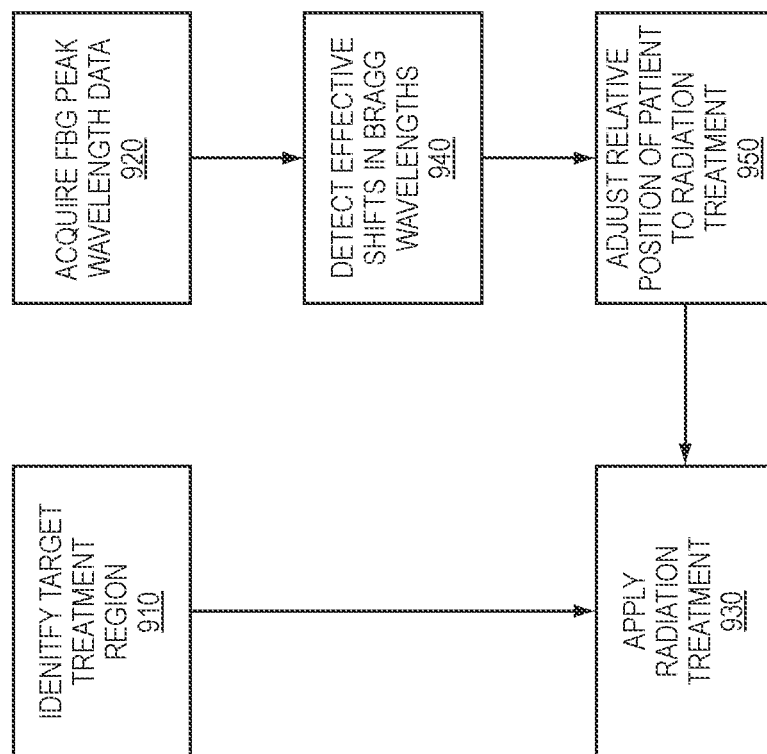 IDENITFY TARGET
TREATMENT
REGION
910
ACQUIRE FBG PEAK
WAVELENGTH DATA
920
DETECT EFFECTIVE
SHIFTS IN BRAGG
WAVELENGTHS
940
APPLY
RADIATION
TREATMENT
930
ADJUST RELATIVE
POSITION OF PATIENT
TO RADIATION
TREATMENT
950